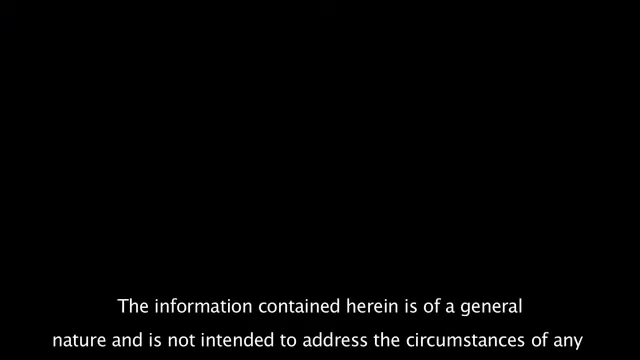 The information contained herein is of a general
nature and is not intended to address the circumstances of any